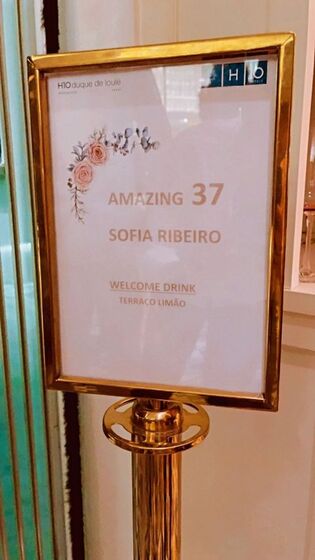 H10 duque de loulé
H10
AMAZING 37
SOFIA RIBEIRO
WELCOME DRINK
TERRAÇO LIMÃO